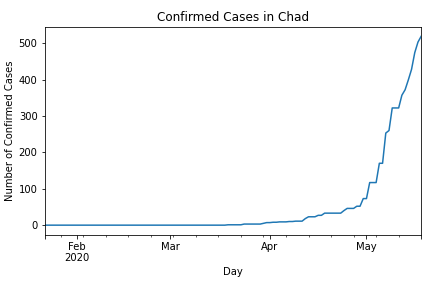 Confirmed Cases in Chad
Number of Confirmed Cases
500
400
300
200
100
0
Feb
2020
Mar
Apr
May
Day